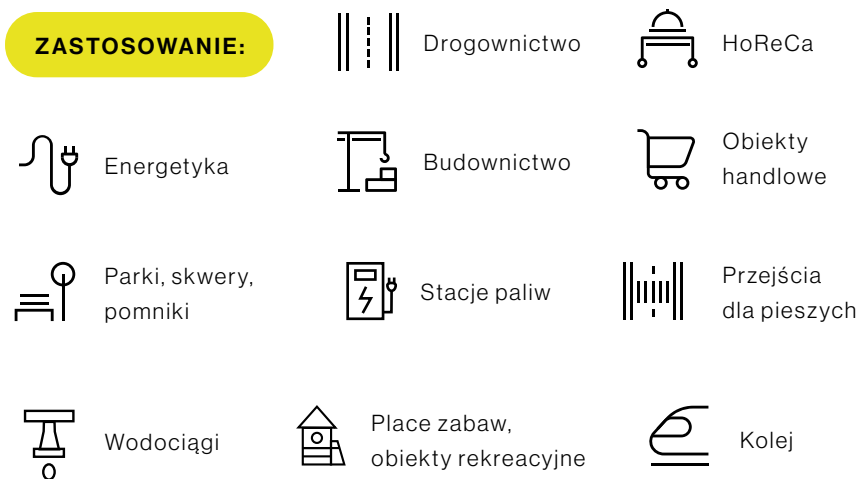 ZASTOSOWANIE:
Drogownictwo
HoReCa
Energetyka
Budownictwo
Obiekty
handlowe
Parki, skwery,
pomniki
Stacje paliw
Przejścia
dla pieszych
Wodociągi
Place zabaw,
obiekty rekreacyjne
Kolej